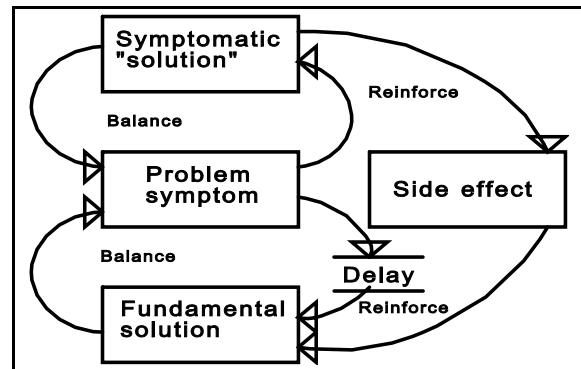 Symptomatic
"solution"
Reinforce
Balance
Problem
symptom
Side effect
Balance
Delay
Reinforce
Fundamental
solution